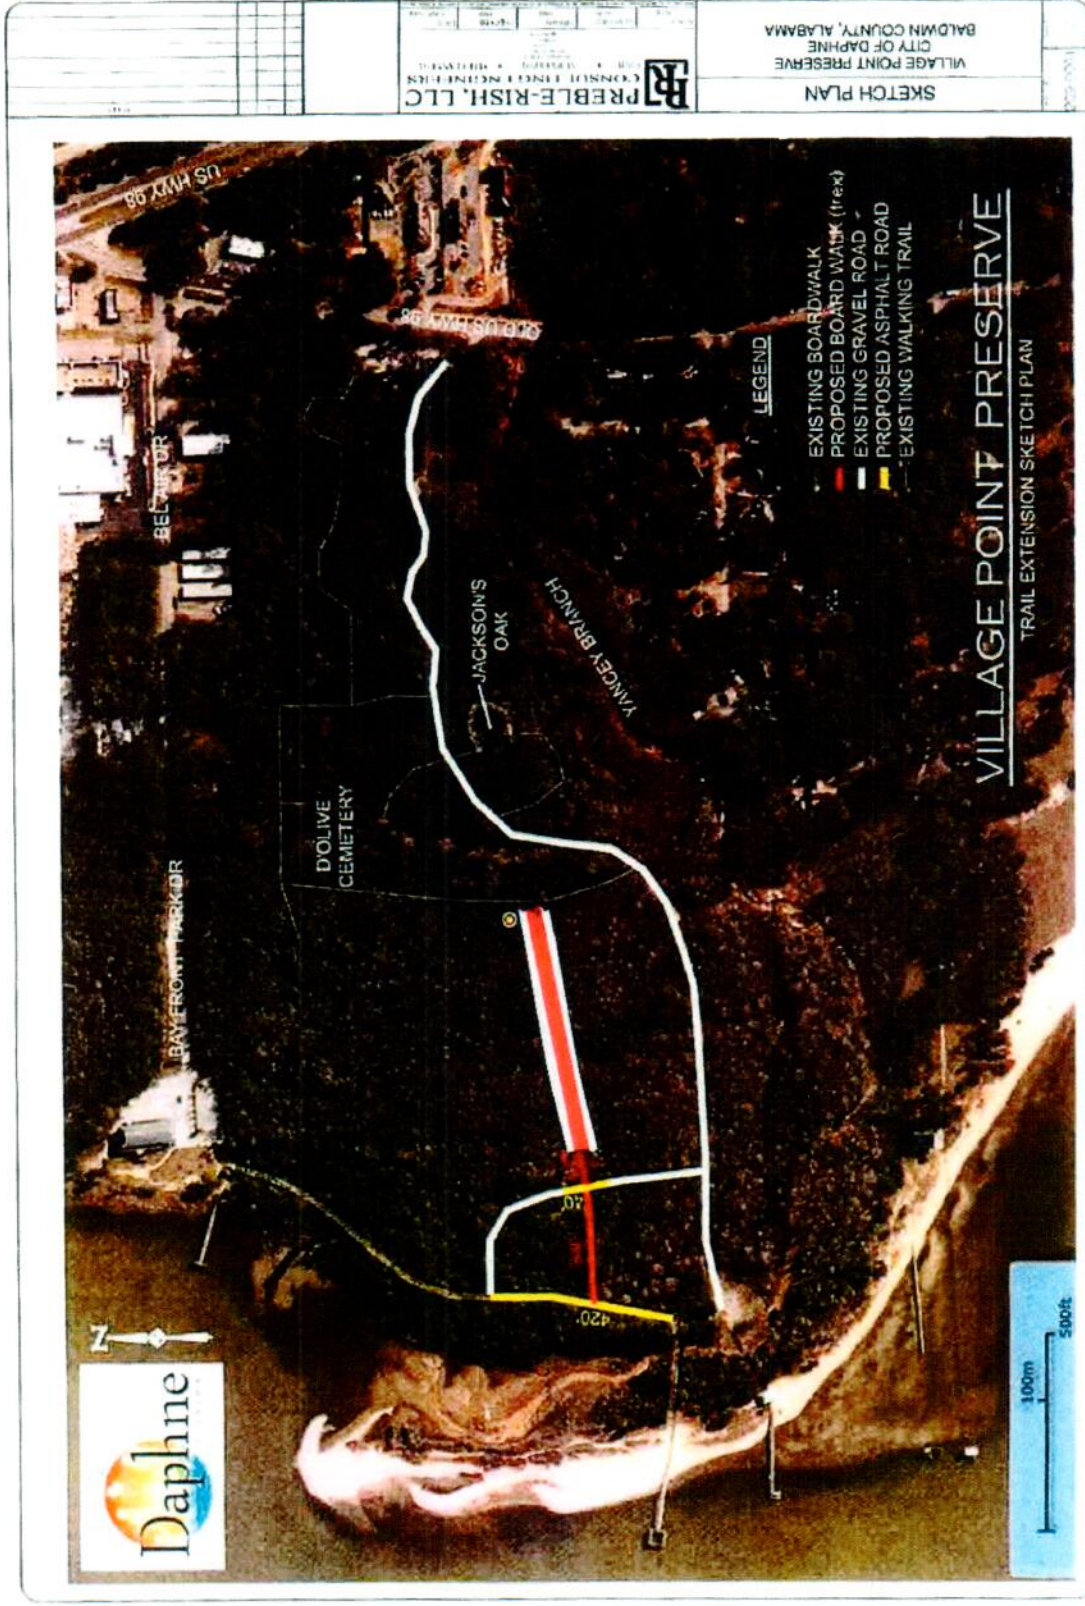 Daphne
N
US HWY 98
BEL AIR DR
BAYFRONT PARK DR
OLD US HWY 98
D'OLIVE
CEMETERY
JACKSON'S
OAK
YANCEY BRANCH
40'
420'
LEGEND
EXISTING BOARDWALK
PROPOSED BOARD WALK (trex)
EXISTING GRAVEL ROAD
PROPOSED ASPHALT ROAD
EXISTING WALKING TRAIL
VILLAGE POINT PRESERVE
TRAIL EXTENSION SKETCH PLAN
100m
500ft
PREBLE-RISH, LLC
CONSULTING ENGINEERS
SKETCH PLAN
VILLAGE POINT PRESERVE
CITY OF DAPHNE
BALDWIN COUNTY, ALABAMA